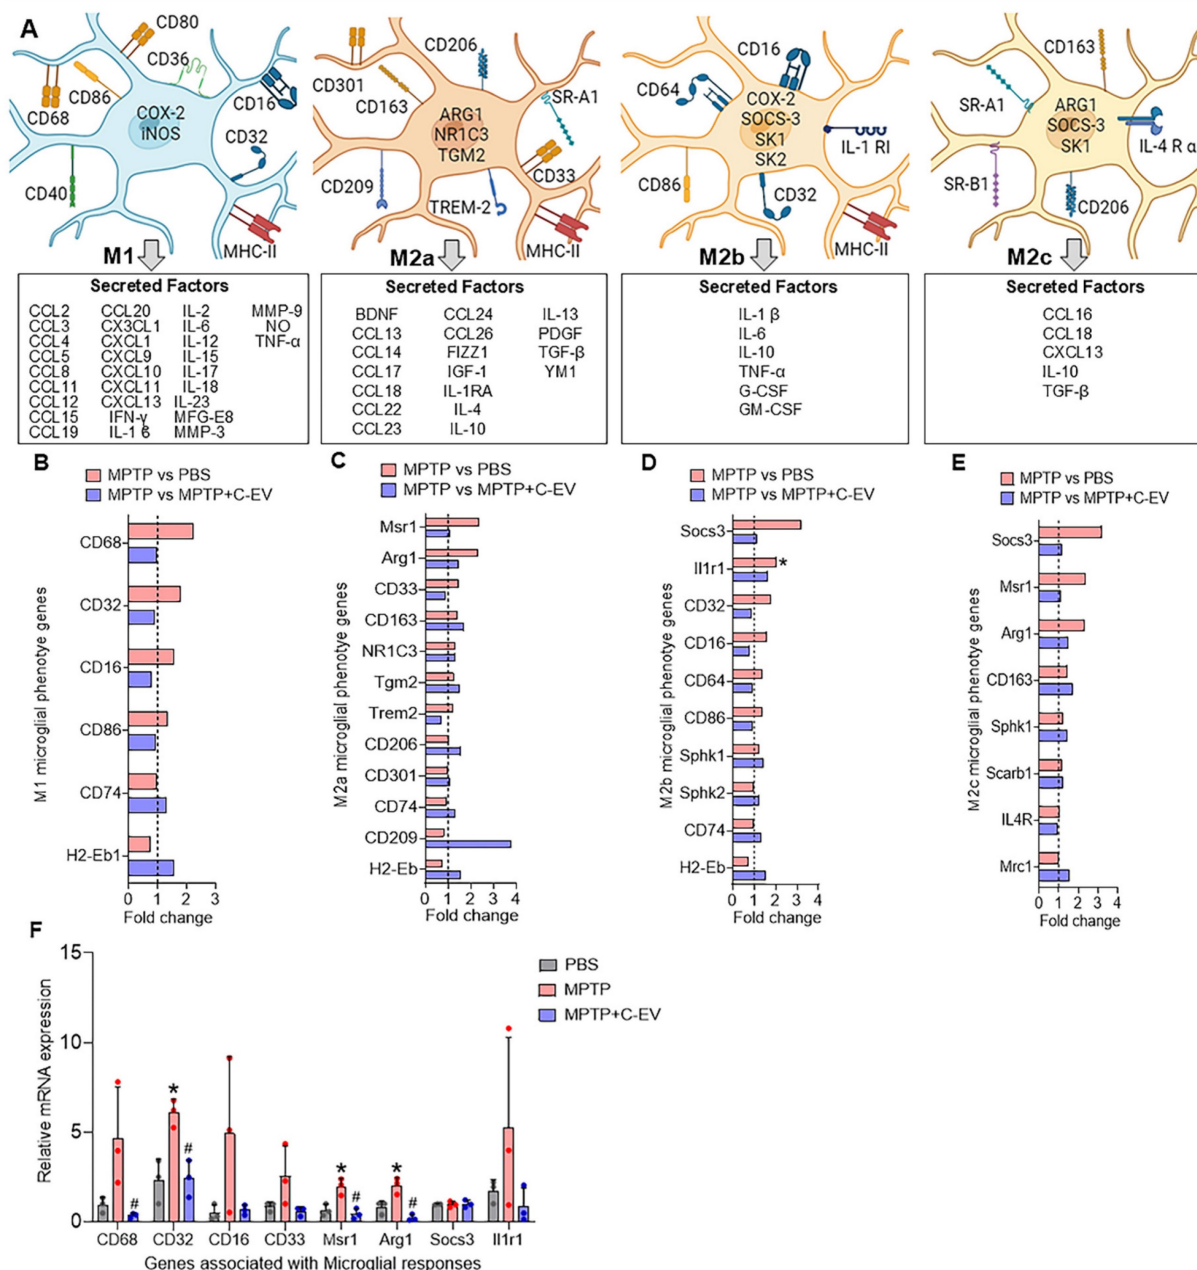 A
CD80
CD36
CD86
CD68
CD16
COX-2
iNOS
CD32
CD40
MHC-II
M1
CD206
CD301
CD163
SR-A1
ARG1
NR1C3
TGM2
CD33
CD209
TREM-2
M2a
CD16
CD64
COX-2
SOCS-3
SK1
SK2
IL-1 RI
CD86
CD32
MHC-II
M2b
CD163
SR-A1
ARG1
SOCS-3
SK1
IL-4 R α
SR-B1
CD206
M2c
Secreted Factors
CCL2 CCL20 IL-2 MMP-9
CCL3 CX3CL1 IL-6 NO
CCL4 CXCL1 IL-12 TNF-α
CCL5 CXCL9 IL-15
CCL8 CXCL10 IL-17
CCL11 CXCL11 IL-18
CCL12 CXCL13 IL-23
CCL15 IFN-γ MFG-E8
CCL19 IL-1 β MMP-3
Secreted Factors
BDNF CCL24 IL-13
CCL13 CCL26 PDGF
CCL14 FIZZ1 TGF-β
CCL17 IGF-1 YM1
CCL18 IL-1RA
CCL22 IL-4
CCL23 IL-10
Secreted Factors
IL-1 β
IL-6
IL-10
TNF-α
G-CSF
GM-CSF
Secreted Factors
CCL16
CCL18
CXCL13
IL-10
TGF-β
B
MPTP vs PBS
MPTP vs MPTP+C-EV
M1 microglial phenotye genes
CD68
CD32
CD16
CD86
CD74
H2-Eb1
0 1 2 3
Fold change
C
MPTP vs PBS
MPTP vs MPTP+C-EV
M2a microglial phenotye genes
Msr1
Arg1
CD33
CD163
NR1C3
Tgm2
Trem2
CD206
CD301
CD74
CD209
H2-Eb
0 1 2 3 4
Fold change
D
MPTP vs PBS
MPTP vs MPTP+C-EV
M2b microglial phenotye genes
Socs3
Il1r1 *
CD32
CD16
CD64
CD86
Sphk1
Sphk2
CD74
H2-Eb
0 1 2 3 4
Fold change
E
MPTP vs PBS
MPTP vs MPTP+C-EV
M2c microglial phenotye genes
Socs3
Msr1
Arg1
CD163
Sphk1
Scarb1
IL4R
Mrc1
0 1 2 3 4
Fold change
F
PBS
MPTP
MPTP+C-EV
Relative mRNA expression
15
10
5
0
# * # * # * #
CD68 CD32 CD16 CD33 Msr1 Arg1 Socs3 Il1r1
Genes associated with Microglial responses